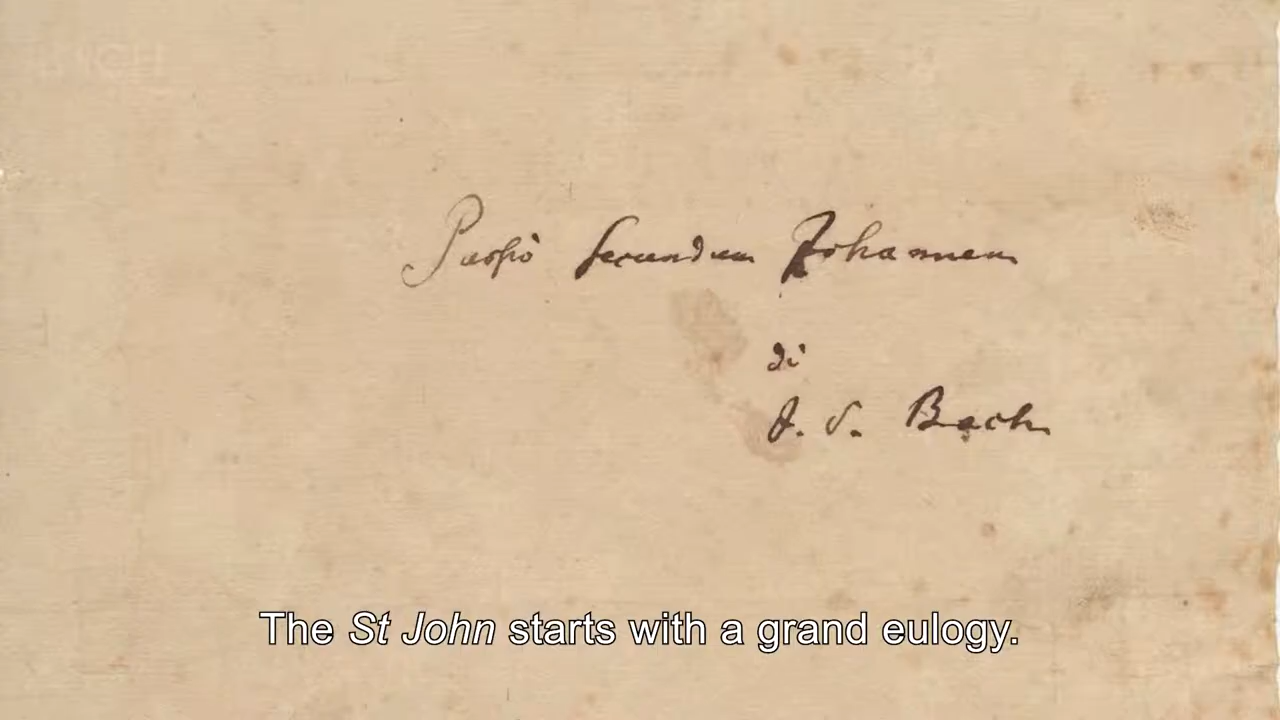 Passio secundum Johannem
di
J. S. Bach
The St John starts with a grand eulogy.